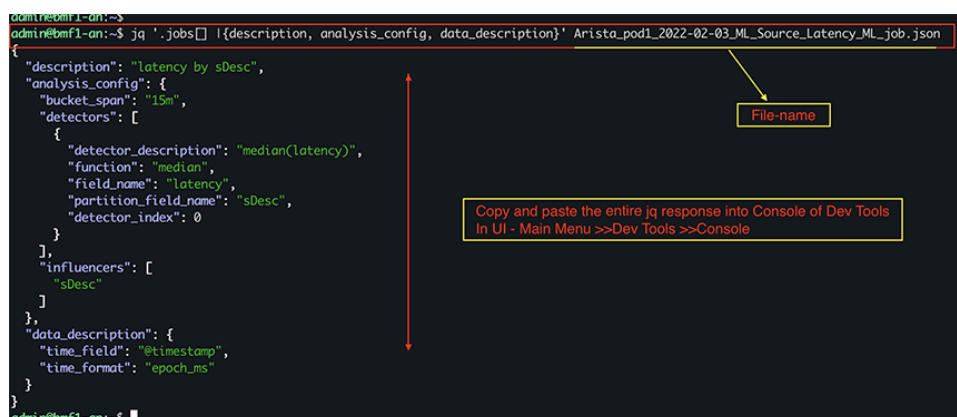 admin@bmf1-an:~$
admin@bmf1-an:~$ jq '.jobs[] |{description, analysis_config, data_description}' Arista_pod1_2022-02-03_ML_Source_Latency_ML_job.json
{
  "description": "latency by sDesc",
  "analysis_config": {
    "bucket_span": "15m",
    "detectors": [
      {
        "detector_description": "median(latency)",
        "function": "median",
        "field_name": "latency",
        "partition_field_name": "sDesc",
        "detector_index": 0
      }
    ],
    "influencers": [
      "sDesc"
    ]
  },
  "data_description": {
    "time_field": "@timestamp",
    "time_format": "epoch_ms"
  }
}
admin@bmf1-an:~$
File-name
Copy and paste the entire jq response into Console of Dev Tools
In UI - Main Menu >>Dev Tools >>Console